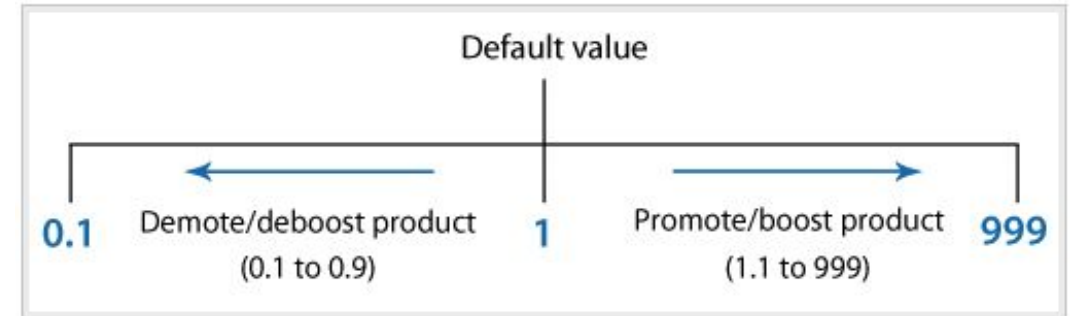 Default value
0.1
Demote/deboost product
(0.1 to 0.9)
1
Promote/boost product
(1.1 to 999)
999